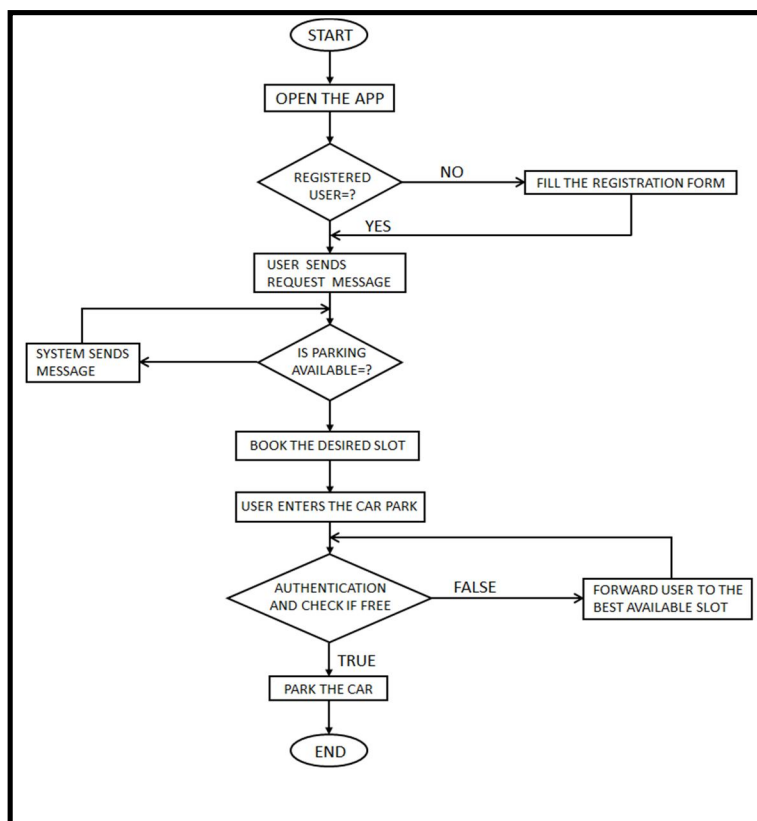 START
OPEN THE APP
REGISTERED
USER=?
NO
FILL THE REGISTRATION FORM
YES
USER SENDS
REQUEST MESSAGE
SYSTEM SENDS
MESSAGE
IS PARKING
AVAILABLE=?
BOOK THE DESIRED SLOT
USER ENTERS THE CAR PARK
AUTHENTICATION
AND CHECK IF FREE
FALSE
FORWARD USER TO THE
BEST AVAILABLE SLOT
TRUE
PARK THE CAR
END